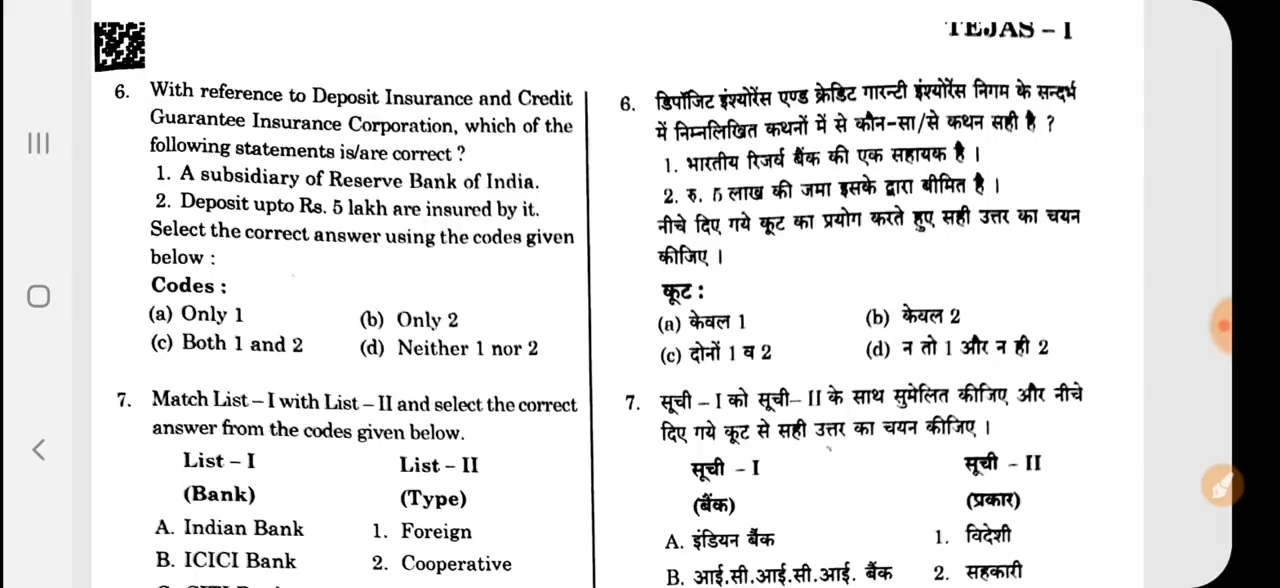 TEJAS – I
6. With reference to Deposit Insurance and Credit
Guarantee Insurance Corporation, which of the
following statements is/are correct ?
1. A subsidiary of Reserve Bank of India.
2. Deposit upto Rs. 5 lakh are insured by it.
Select the correct answer using the codes given
below :
Codes :
(a) Only 1 (b) Only 2
(c) Both 1 and 2 (d) Neither 1 nor 2
7. Match List – I with List – II and select the correct
answer from the codes given below.
List – I List – II
(Bank) (Type)
A. Indian Bank 1. Foreign
B. ICICI Bank 2. Cooperative
6. डिपॉजिट इंश्योरेंस एण्ड क्रेडिट गारन्टी इंश्योरेंस निगम के सन्दर्भ
में निम्नलिखित कथनों में से कौन-सा/से कथन सही है ?
1. भारतीय रिजर्व बैंक की एक सहायक है ।
2. रु. 5 लाख की जमा इसके द्वारा बीमित है ।
नीचे दिए गये कूट का प्रयोग करते हुए सही उत्तर का चयन
कीजिए ।
कूट :
(a) केवल 1 (b) केवल 2
(c) दोनों 1 व 2 (d) न तो 1 और न ही 2
7. सूची – I को सूची– II के साथ सुमेलित कीजिए और नीचे
दिए गये कूट से सही उत्तर का चयन कीजिए ।
सूची – I सूची – II
(बैंक) (प्रकार)
A. इंडियन बैंक 1. विदेशी
B. आई.सी.आई.सी.आई. बैंक 2. सहकारी